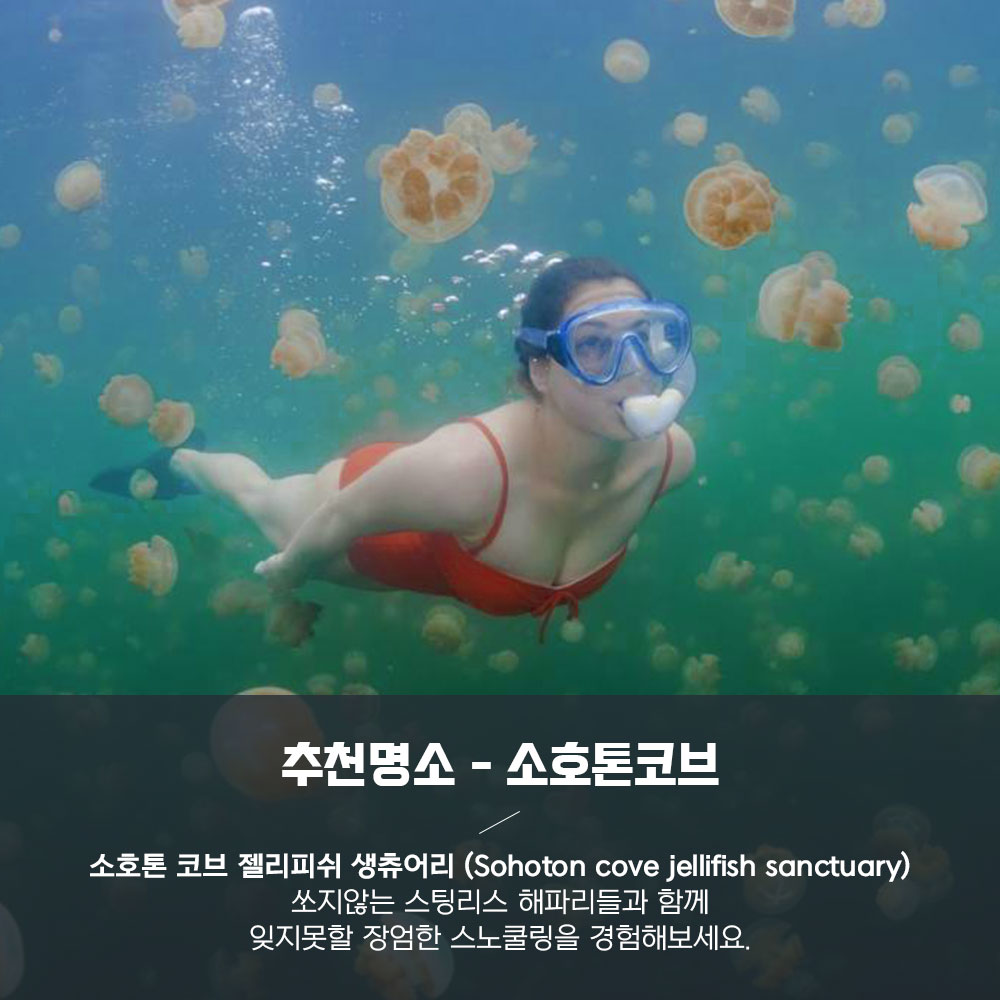 추천명소 - 소호톤코브
소호톤 코브 젤리피쉬 생츄어리 (Sohoton cove jellifish sanctuary)
쏘지않는 스팅리스 해파리들과 함께
잊지못할 장엄한 스노쿨링을 경험해보세요.